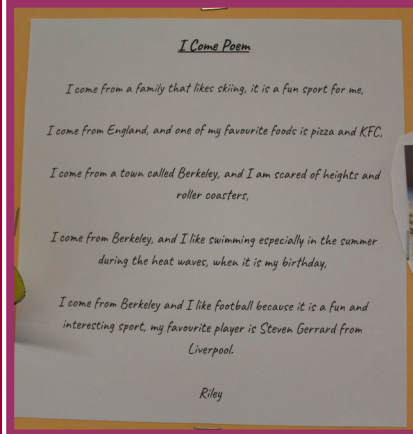 I Come Poem
I come from a family that likes skiing, it is a fun sport for me,
I come from England, and one of my favourite foods is pizza and KFC,
I come from a town called Berkeley, and I am scared of heights and
roller coasters,
I come from Berkeley, and I like swimming especially in the summer
during the heat waves, when it is my birthday,
I come from Berkeley and I like football because it is a fun and
interesting sport, my favourite player is Steven Gerrard from
Liverpool.
Riley